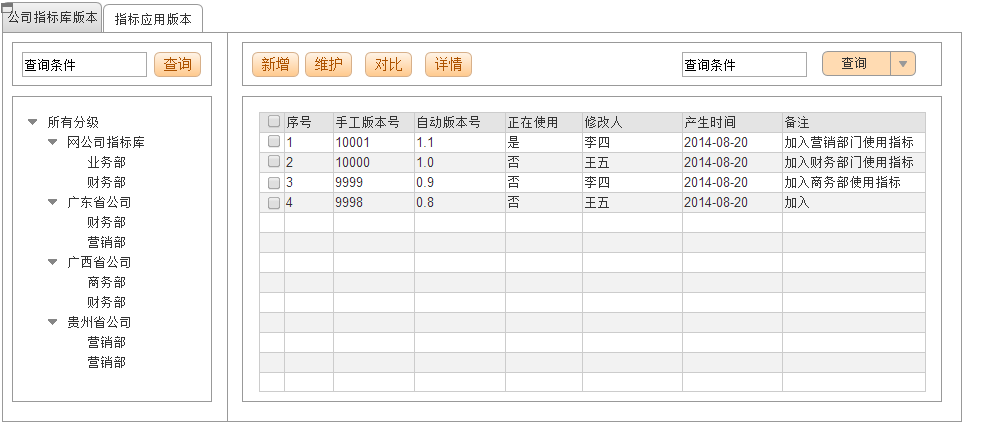 公司指标库版本 指标应用版本
查询条件 查询
所有分级
网公司指标库
业务部
财务部
广东省公司
财务部
营销部
广西省公司
商务部
财务部
贵州省公司
营销部
营销部
新增 维护 对比 详情 查询条件 查询
序号 手工版本号 自动版本号 正在使用 修改人 产生时间 备注
1 10001 1.1 是 李四 2014-08-20 加入营销部门使用指标
2 10000 1.0 否 王五 2014-08-20 加入财务部门使用指标
3 9999 0.9 否 李四 2014-08-20 加入商务部使用指标
4 9998 0.8 否 王五 2014-08-20 加入